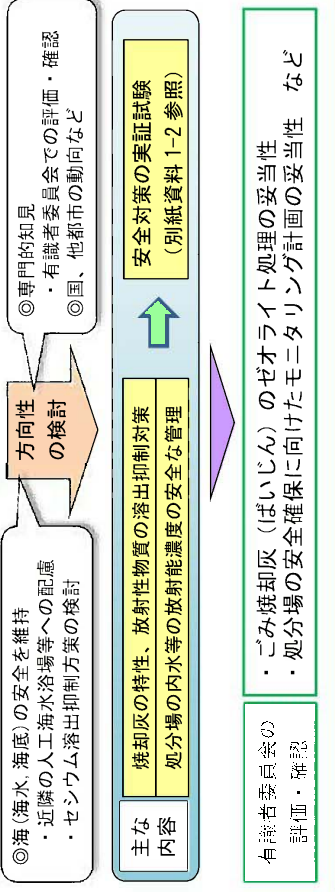 ◎海(海水、海底)の安全を維持
・近隣の人工海水浴場等への配慮
・セシウム溶出抑制方策の検討
方向性
の検討
◎専門的知見
・有識者委員会での評価・確認
◎国、他都市の動向など
主な
内容
焼却灰の特性、放射性物質の溶出抑制対策
処分場の内水等の放射能濃度の安全な管理
安全対策の実証試験
(別紙資料 1-2 参照)
有識者委員会の
評価・確認
・ごみ焼却灰(ばいじん)のゼオライト処理の妥当性
・処分場の安全確保に向けたモニタリング計画の妥当性　など